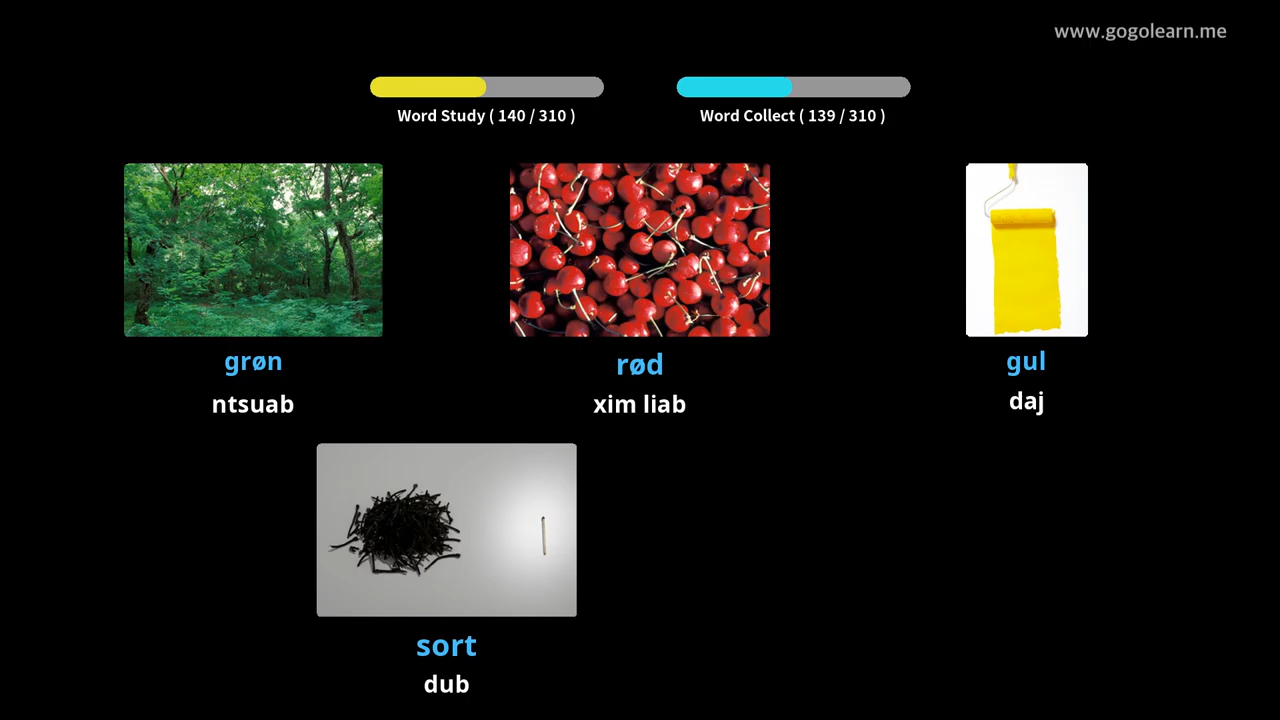 www.gogolearn.me
Word Study ( 140 / 310 )
Word Collect ( 139 / 310 )
grøn
rød
gul
ntsuab
xim liab
daj
sort
dub